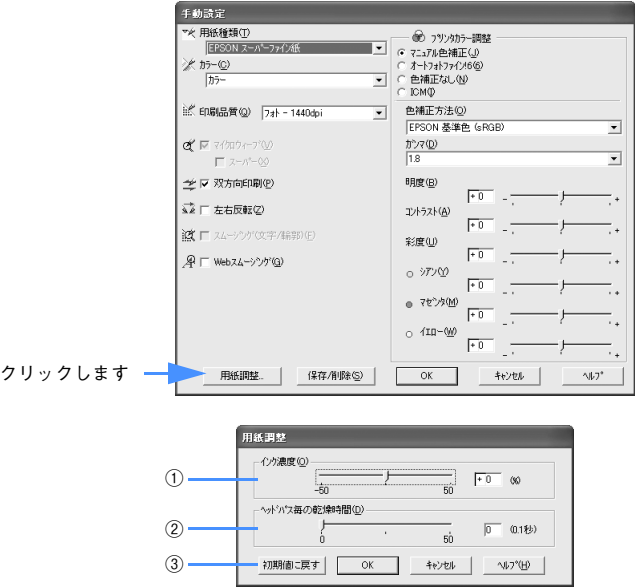 手動設定
用紙種類(T)
EPSON スーパーファイン紙
カラー(C)
カラー
印刷品質(Q) フォト - 1440dpi
マイクロウィーブ(V)
スーパー(X)
双方向印刷(P)
左右反転(Z)
スムージング(文字/輪郭)(F)
Webスムージング(G)
用紙調整...
保存/削除(S)
プリンタカラー調整
マニュアル色補正(J)
オートフォトファイン!6(6)
色補正なし(N)
ICM(I)
色補正方法(O)
EPSON 基準色 (sRGB)
ガンマ(D)
1.8
明度(B)
+ 0 - +
コントラスト(A)
+ 0 - +
彩度(U)
+ 0 - +
シアン(Y)
+ 0 - +
マゼンタ(M)
+ 0 - +
イエロー(W)
+ 0 - +
OK
キャンセル
ヘルプ
クリックします
用紙調整
① インク濃度(O)
-50 50 + 0 (%)
② ヘッドパス毎の乾燥時間(D)
0 50 0 (0.1秒)
③ 初期値に戻す OK キャンセル ヘルプ(H)